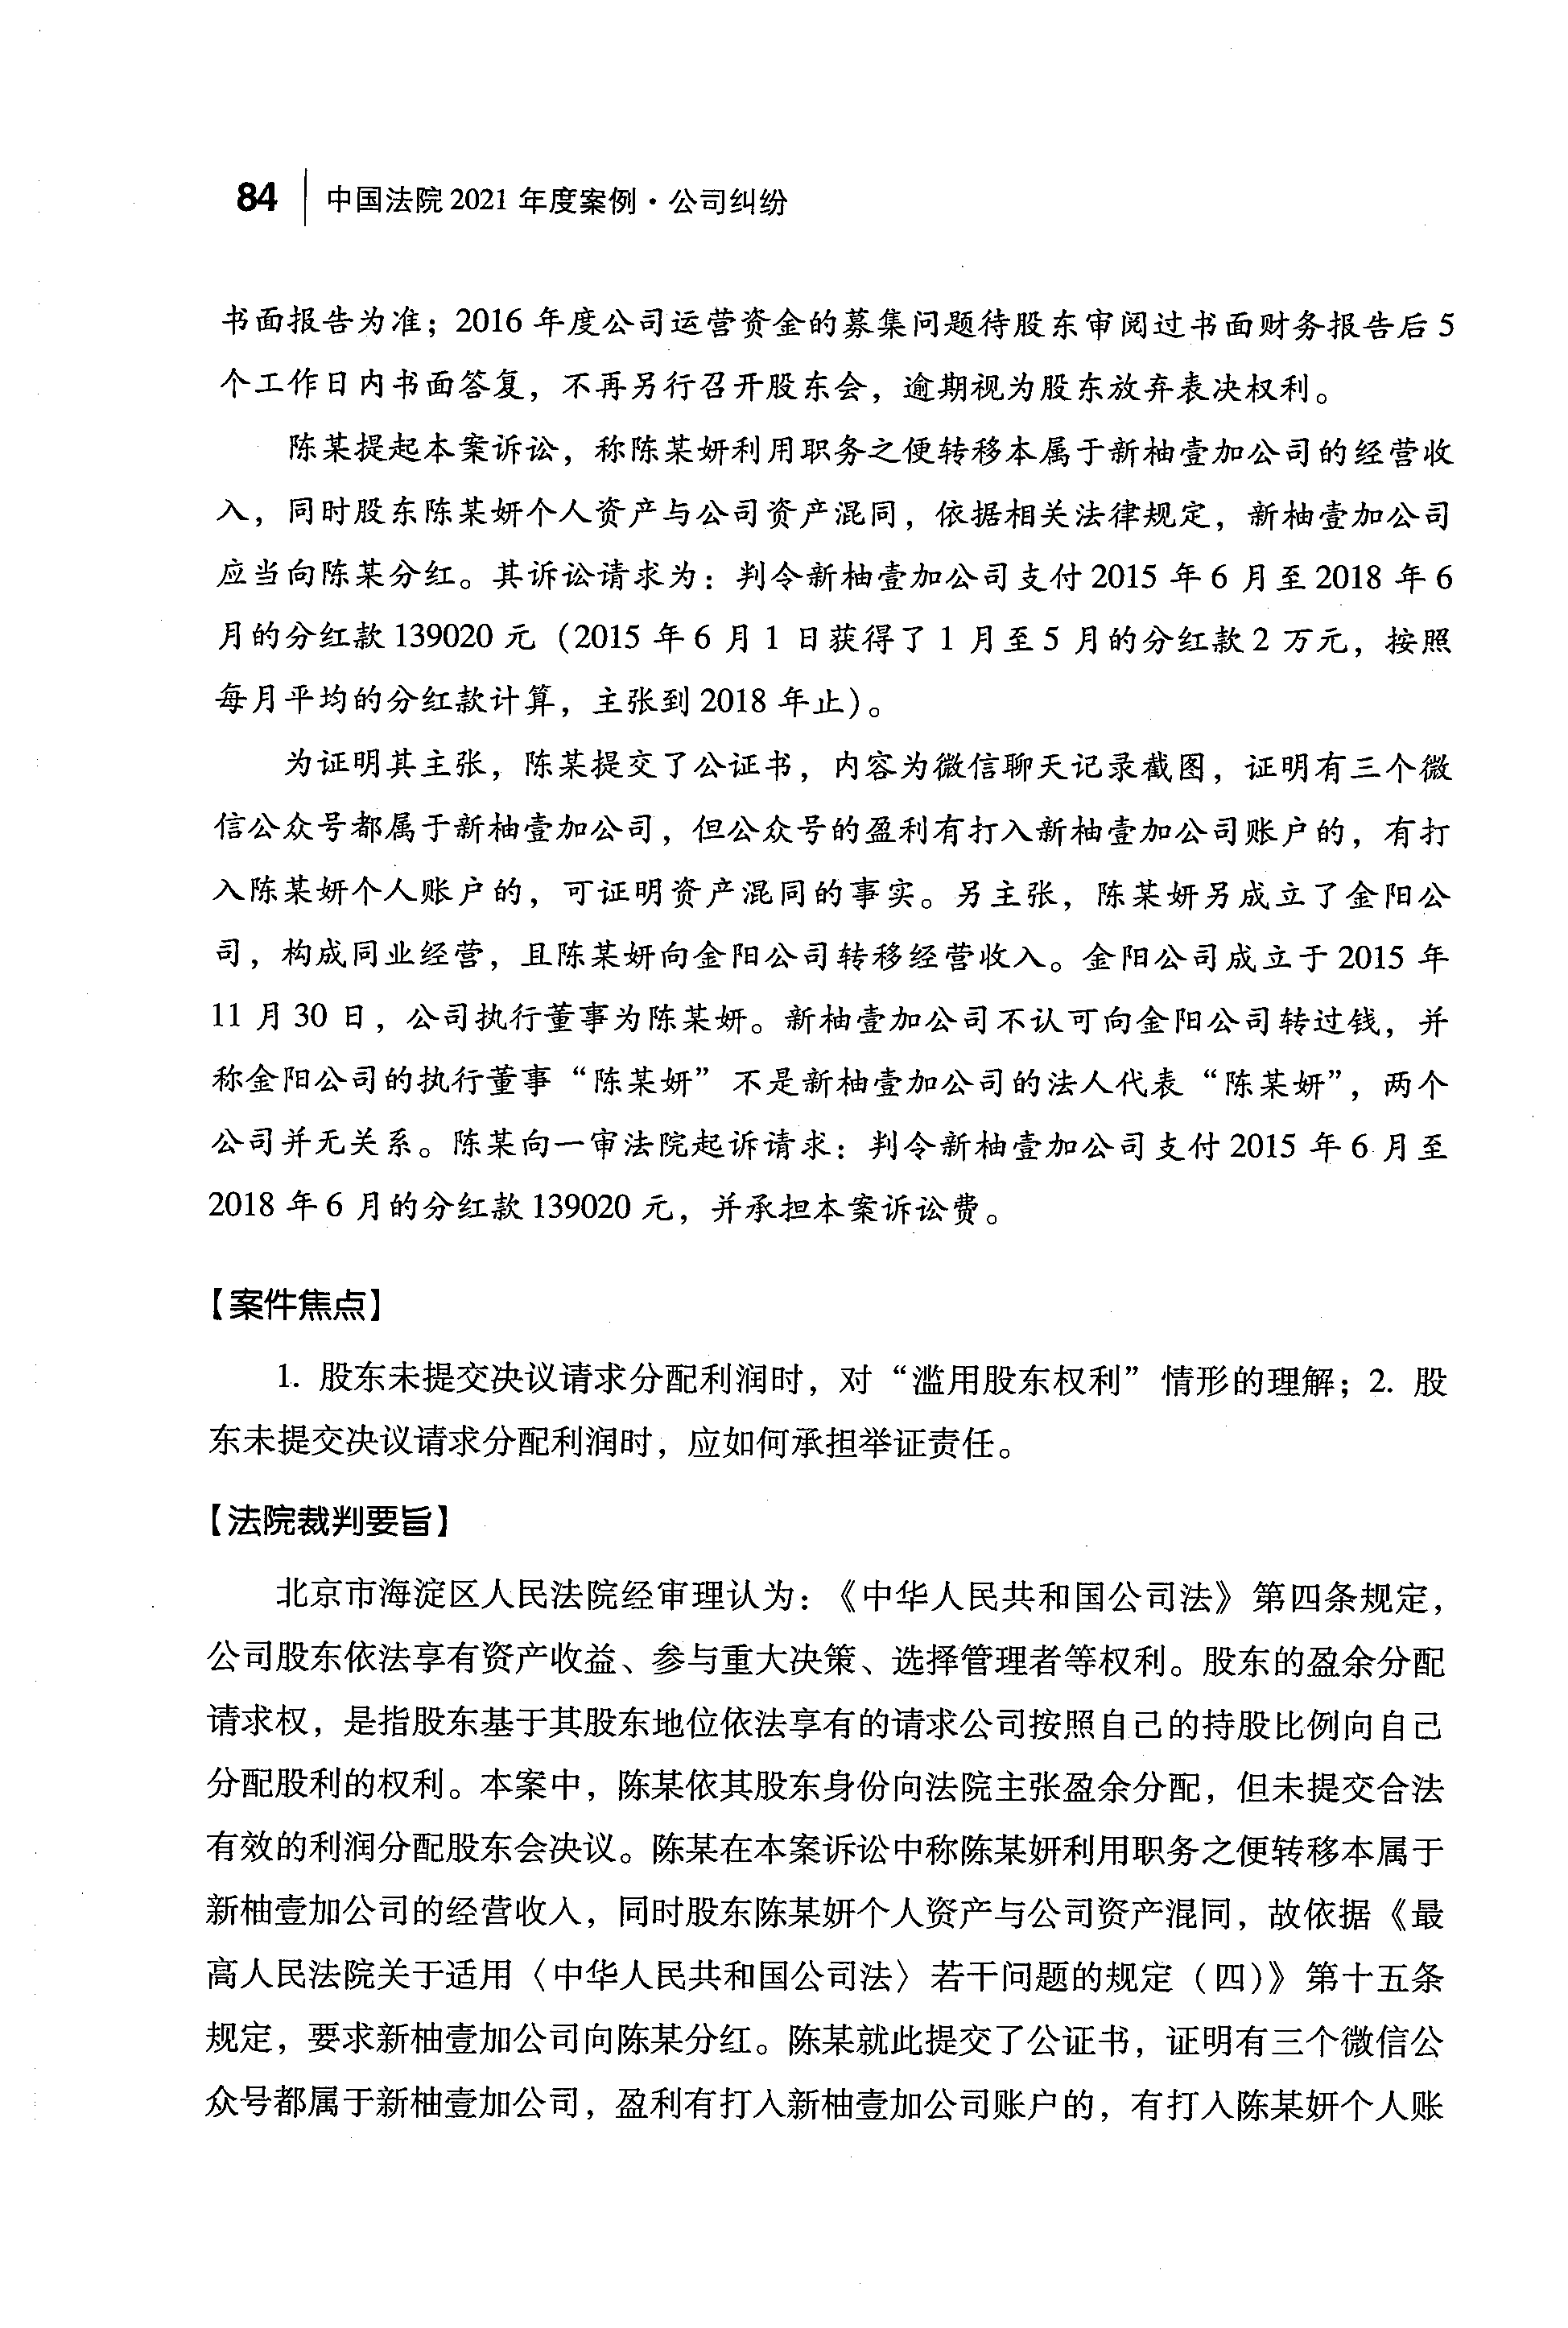 84 中国法院2021年度案例·公司纠纷
书面报告为准；2016年度公司运营资金的募集问题待股东审阅过书面财务报告后5
个工作日内书面答复，不再另行召开股东会，逾期视为股东放弃表决权利。
陈某提起本案诉讼，称陈某妍利用职务之便转移本属于新柚壹加公司的经营收
入，同时股东陈某妍个人资产与公司资产混同，依据相关法律规定，新柚壹加公司
应当向陈某分红。其诉讼请求为：判令新柚壹加公司支付2015年6月至2018年6
月的分红款139020元（2015年6月1日获得了1月至5月的分红款2万元，按照
每月平均的分红款计算，主张到2018年止）。
为证明其主张，陈某提交了公证书，内容为微信聊天记录截图，证明有三个微
信公众号都属于新柚壹加公司，但公众号的盈利有打入新柚壹加公司账户的，有打
入陈某妍个人账户的，可证明资产混同的事实。另主张，陈某妍另成立了金阳公
司，构成同业经营，且陈某妍向金阳公司转移经营收入。金阳公司成立于2015年
11月30日，公司执行董事为陈某妍。新柚壹加公司不认可向金阳公司转过钱，并
称金阳公司的执行董事“陈某妍”不是新柚壹加公司的法人代表“陈某妍”，两个
公司并无关系。陈某向一审法院起诉请求：判令新柚壹加公司支付2015年6月至
2018年6月的分红款139020元，并承担本案诉讼费。
【案件焦点】
1. 股东未提交决议请求分配利润时，对“滥用股东权利”情形的理解；2. 股
东未提交决议请求分配利润时，应如何承担举证责任。
【法院裁判要旨】
北京市海淀区人民法院经审理认为：《中华人民共和国公司法》第四条规定，
公司股东依法享有资产收益、参与重大决策、选择管理者等权利。股东的盈余分配
请求权，是指股东基于其股东地位依法享有的请求公司按照自己的持股比例向自己
分配股利的权利。本案中，陈某依其股东身份向法院主张盈余分配，但未提交合法
有效的利润分配股东会决议。陈某在本案诉讼中称陈某妍利用职务之便转移本属于
新柚壹加公司的经营收入，同时股东陈某妍个人资产与公司资产混同，故依据《最
高人民法院关于适用〈中华人民共和国公司法〉若干问题的规定（四）》第十五条
规定，要求新柚壹加公司向陈某分红。陈某就此提交了公证书，证明有三个微信公
众号都属于新柚壹加公司，盈利有打入新柚壹加公司账户的，有打入陈某妍个人账